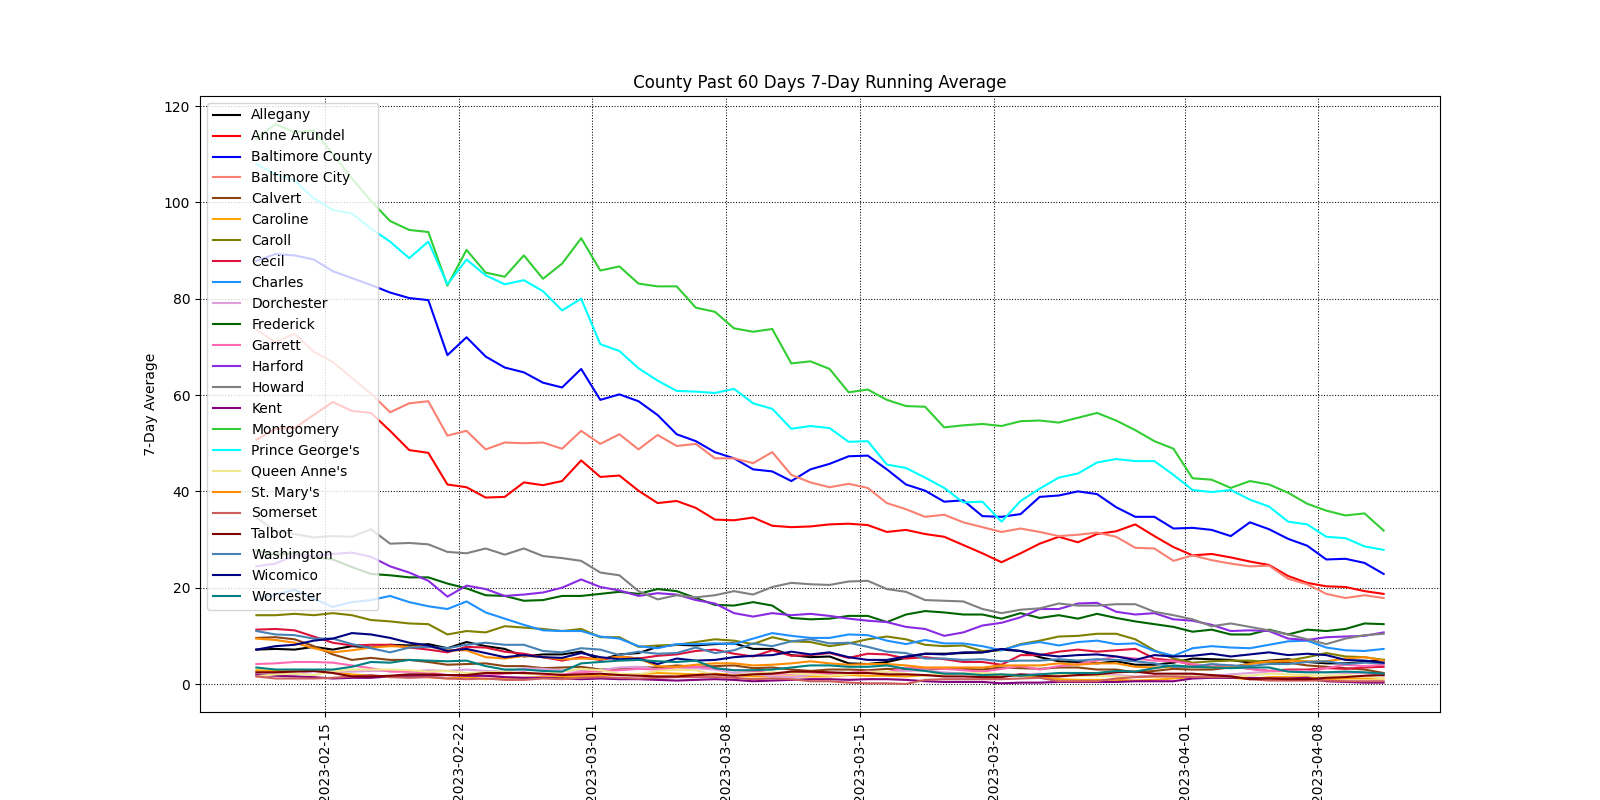 County Past 60 Days 7-Day Running Average
120
100
80
60
40
20
0
7-Day Average
Allegany
Anne Arundel
Baltimore County
Baltimore City
Calvert
Caroline
Caroll
Cecil
Charles
Dorchester
Frederick
Garrett
Harford
Howard
Kent
Montgomery
Prince George's
Queen Anne's
St. Mary's
Somerset
Talbot
Washington
Wicomico
Worcester
2023-02-15
2023-02-22
2023-03-01
2023-03-08
2023-03-15
2023-03-22
2023-04-01
2023-04-08